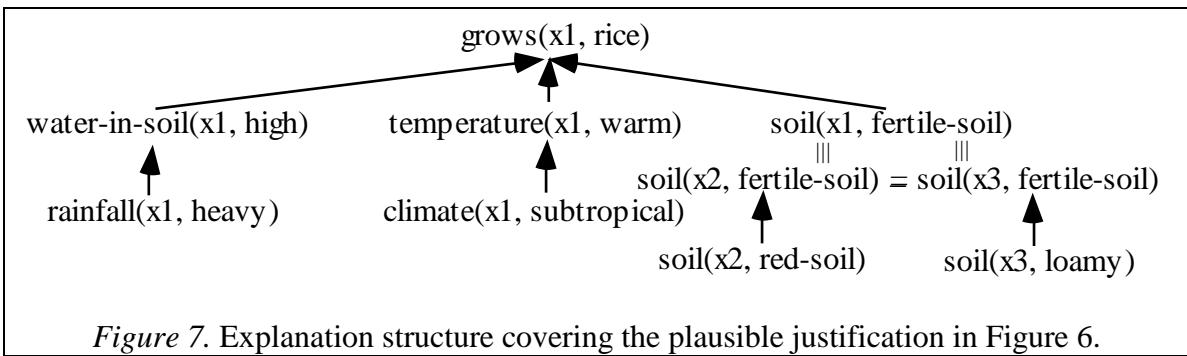 grows(x1, rice)
water-in-soil(x1, high) temperature(x1, warm) soil(x1, fertile-soil)
||| |||
soil(x2, fertile-soil) = soil(x3, fertile-soil)
rainfall(x1, heavy) climate(x1, subtropical)
soil(x2, red-soil) soil(x3, loamy)
Figure 7. Explanation structure covering the plausible justification in Figure 6.